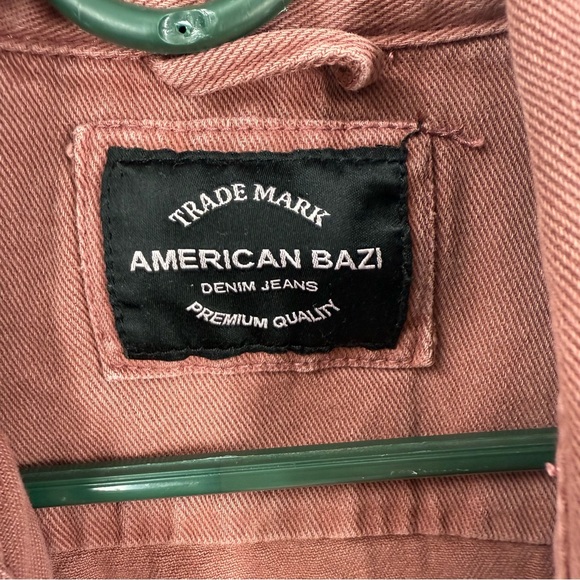 TRADE MARK
AMERICAN BAZI
DENIM JEANS
PREMIUM QUALITY